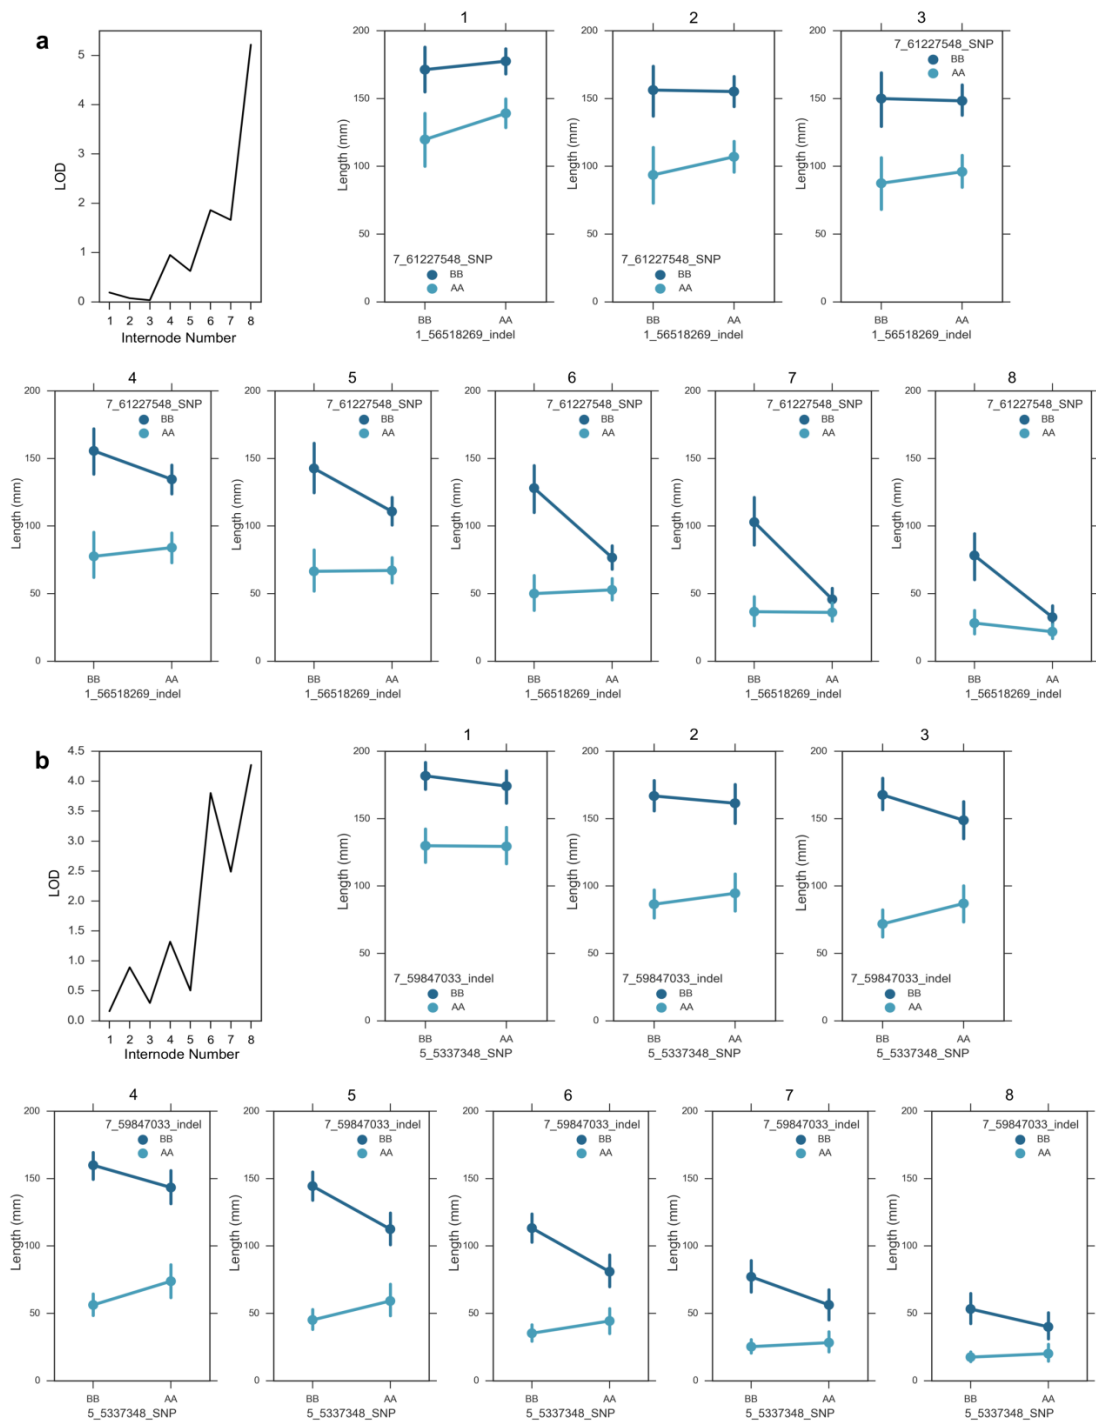 a
LOD
5
4
3
2
1
0
1 2 3 4 5 6 7 8
Internode Number
1
200
150
100
50
0
Length (mm)
7_61227548_SNP
BB
AA
BB AA
1_56518269_indel
2
200
150
100
50
0
Length (mm)
7_61227548_SNP
BB
AA
BB AA
1_56518269_indel
3
200
150
100
50
0
Length (mm)
7_61227548_SNP
BB
AA
BB AA
1_56518269_indel
4
200
150
100
50
0
Length (mm)
7_61227548_SNP
BB
AA
BB AA
1_56518269_indel
5
200
150
100
50
0
Length (mm)
7_61227548_SNP
BB
AA
BB AA
1_56518269_indel
6
200
150
100
50
0
Length (mm)
7_61227548_SNP
BB
AA
BB AA
1_56518269_indel
7
200
150
100
50
0
Length (mm)
7_61227548_SNP
BB
AA
BB AA
1_56518269_indel
8
200
150
100
50
0
Length (mm)
7_61227548_SNP
BB
AA
BB AA
1_56518269_indel
b
LOD
4.5
4.0
3.5
3.0
2.5
2.0
1.5
1.0
0.5
0.0
1 2 3 4 5 6 7 8
Internode Number
1
200
150
100
50
0
Length (mm)
7_59847033_indel
BB
AA
BB AA
5_5337348_SNP
2
200
150
100
50
0
Length (mm)
7_59847033_indel
BB
AA
BB AA
5_5337348_SNP
3
200
150
100
50
0
Length (mm)
7_59847033_indel
BB
AA
BB AA
5_5337348_SNP
4
200
150
100
50
0
Length (mm)
7_59847033_indel
BB
AA
BB AA
5_5337348_SNP
5
200
150
100
50
0
Length (mm)
7_59847033_indel
BB
AA
BB AA
5_5337348_SNP
6
200
150
100
50
0
Length (mm)
7_59847033_indel
BB
AA
BB AA
5_5337348_SNP
7
200
150
100
50
0
Length (mm)
7_59847033_indel
BB
AA
BB AA
5_5337348_SNP
8
200
150
100
50
0
Length (mm)
7_59847033_indel
BB
AA
BB AA
5_5337348_SNP